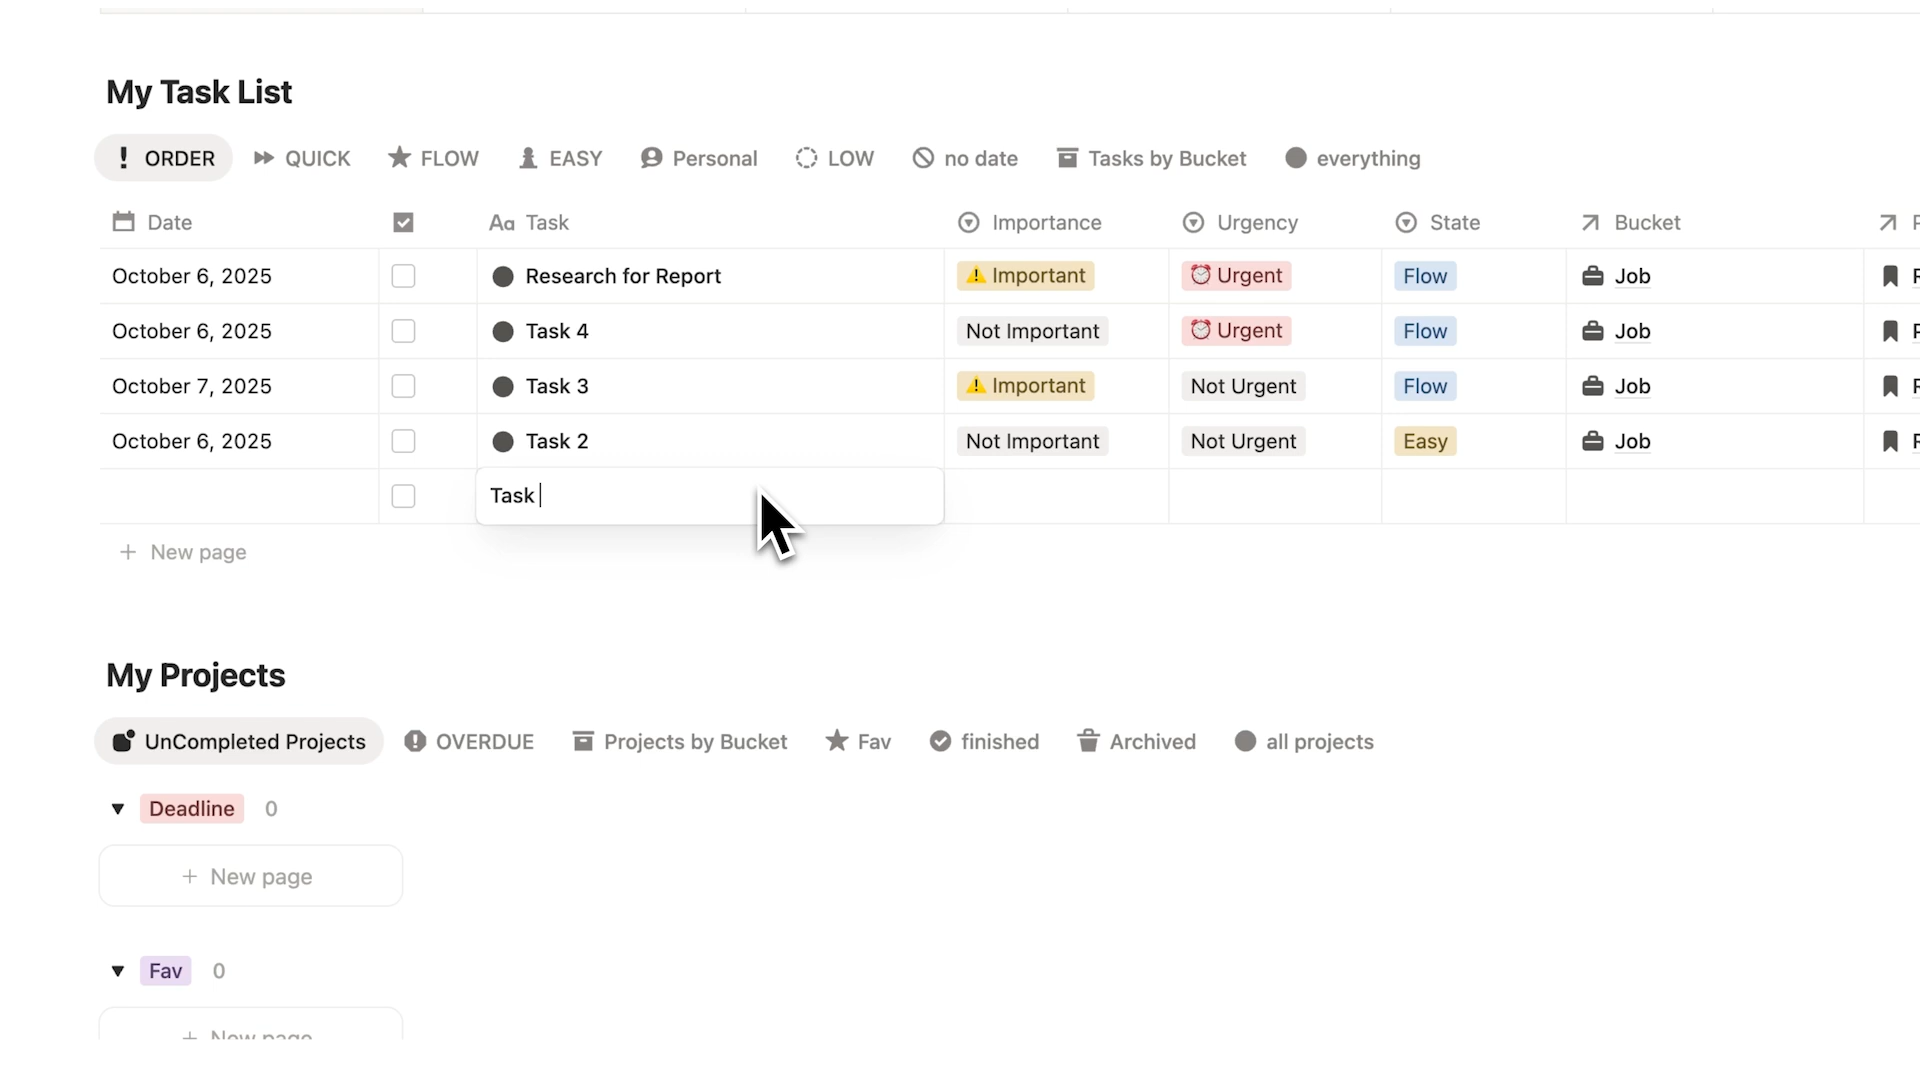 My Task List
ORDER QUICK FLOW EASY Personal LOW no date Tasks by Bucket everything
Date Aa Task Importance Urgency State Bucket
October 6, 2025 Research for Report ⚠️ Important ⏰ Urgent Flow Job
October 6, 2025 Task 4 Not Important ⏰ Urgent Flow Job
October 7, 2025 Task 3 ⚠️ Important Not Urgent Flow Job
October 6, 2025 Task 2 Not Important Not Urgent Easy Job
Task
+ New page
My Projects
UnCompleted Projects OVERDUE Projects by Bucket Fav finished Archived all projects
Deadline 0
+ New page
Fav 0
+ New page